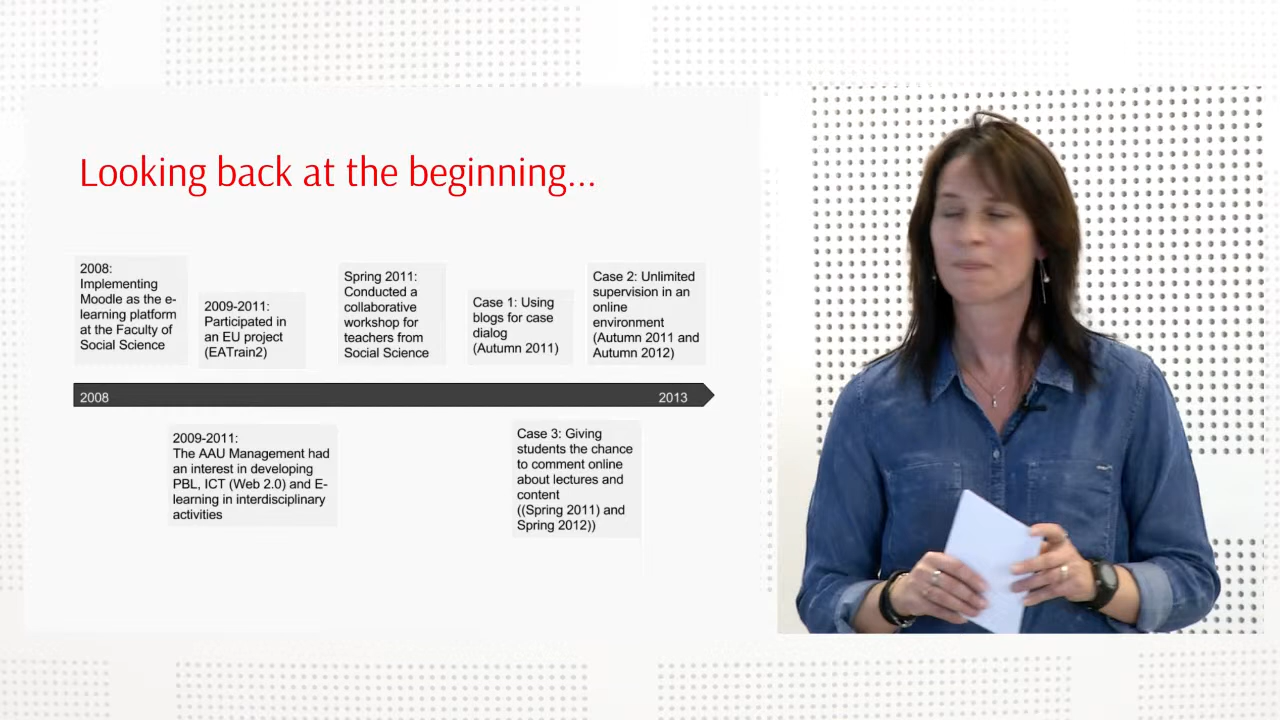 Looking back at the beginning...
2008:
Implementing
Moodle as the e-
learning platform
at the Faculty of
Social Science
2009-2011:
Participated in
an EU project
(EATrain2)
Spring 2011:
Conducted a
collaborative
workshop for
teachers from
Social Science
Case 1: Using
blogs for case
dialog
(Autumn 2011)
Case 2: Unlimited
supervision in an
online
environment
(Autumn 2011 and
Autumn 2012)
2008
2013
2009-2011:
The AAU Management had
an interest in developing
PBL, ICT (Web 2.0) and E-
learning in interdisciplinary
activities
Case 3: Giving
students the chance
to comment online
about lectures and
content
((Spring 2011) and
Spring 2012))